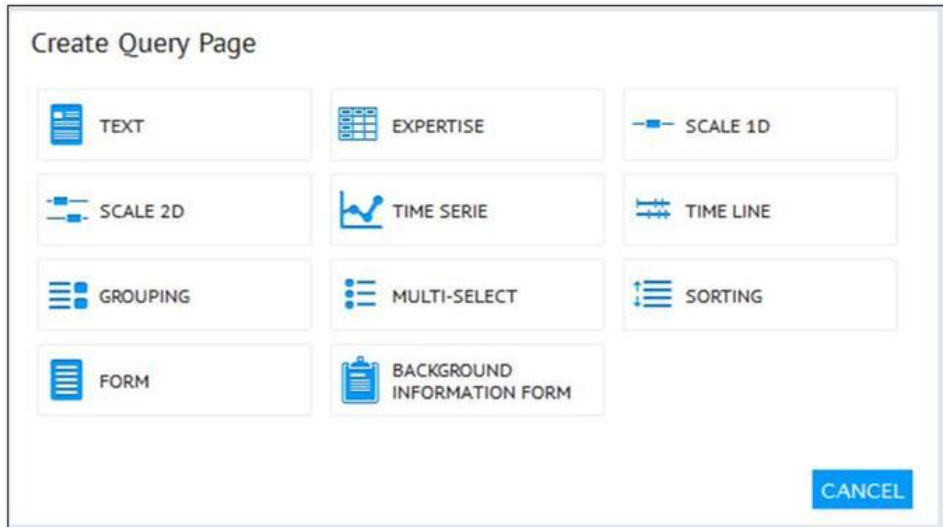 Create Query Page
TEXT
EXPERTISE
SCALE 1D
SCALE 2D
TIME SERIE
TIME LINE
GROUPING
MULTI-SELECT
SORTING
FORM
BACKGROUND
INFORMATION FORM
CANCEL